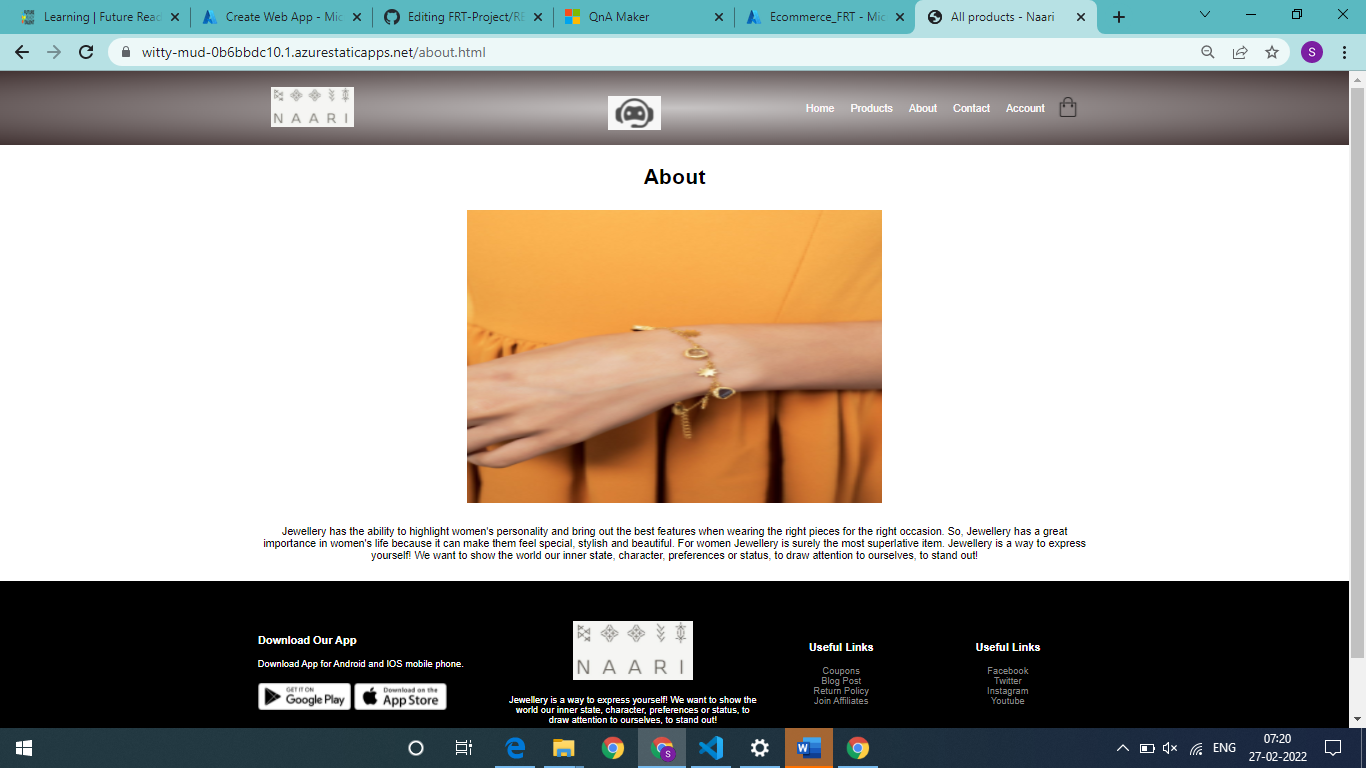 Learning | Future Read
Create Web App - Mic
Editing FRT-Project/RE
QnA Maker
Ecommerce_FRT - Mic
All products - Naari
witty-mud-0b6bbdc10.1.azurestaticapps.net/about.html
S
NAARI
Home Products About Contact Account
About
Jewellery has the ability to highlight women's personality and bring out the best features when wearing the right pieces for the right occasion. So, Jewellery has a great
importance in women's life because it can make them feel special, stylish and beautiful. For women Jewellery is surely the most superlative item. Jewellery is a way to express
yourself! We want to show the world our inner state, character, preferences or status, to draw attention to ourselves, to stand out!
Download Our App
Download App for Android and IOS mobile phone.
GET IT ON
Google Play
Download on the
App Store
NAARI
Jewellery is a way to express yourself! We want to show the
world our inner state, character, preferences or status, to
draw attention to ourselves, to stand out!
Useful Links
Coupons
Blog Post
Return Policy
Join Affiliates
Useful Links
Facebook
Twitter
Instagram
Youtube
S
ENG
07:20
27-02-2022